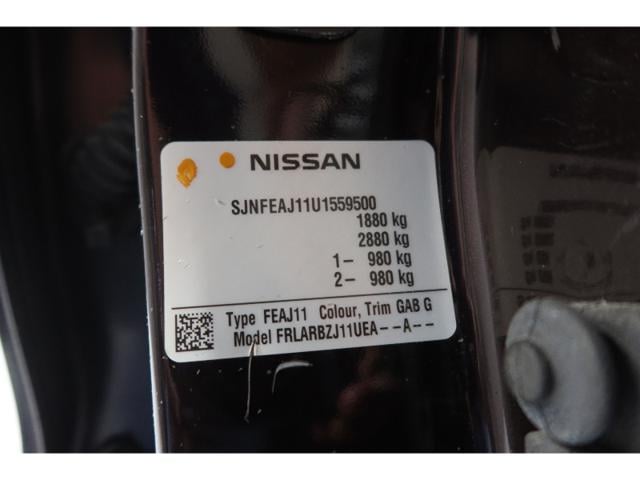 NISSAN
SJNFEAJ11U1559500
1880 kg
2880 kg
1- 980 kg
2- 980 kg
Type FEAJ11 Colour, Trim GAB G
Model FRLARBZJ11UEA--A--